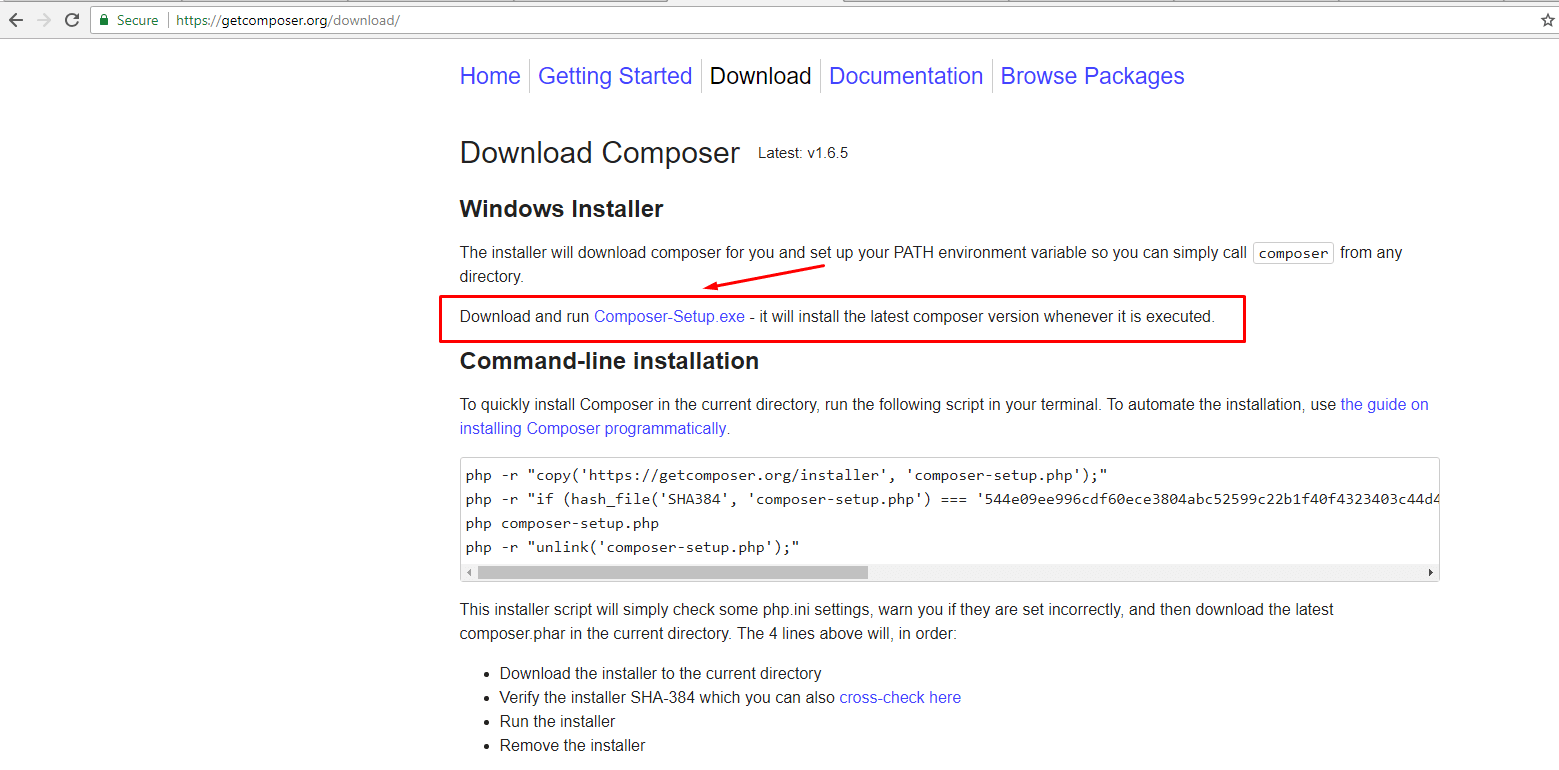 Secure https://getcomposer.org/download/
Home Getting Started Download Documentation Browse Packages
Download Composer Latest: v1.6.5
Windows Installer
The installer will download composer for you and set up your PATH environment variable so you can simply call composer from any
directory.
Download and run Composer-Setup.exe - it will install the latest composer version whenever it is executed.
Command-line installation
To quickly install Composer in the current directory, run the following script in your terminal. To automate the installation, use the guide on
installing Composer programmatically.
php -r "copy('https://getcomposer.org/installer', 'composer-setup.php');"
php -r "if (hash_file('SHA384', 'composer-setup.php') === '544e09ee996cdf60ece3804abc52599c22b1f40f4323403c44d4
php composer-setup.php
php -r "unlink('composer-setup.php');"
This installer script will simply check some php.ini settings, warn you if they are set incorrectly, and then download the latest
composer.phar in the current directory. The 4 lines above will, in order:
Download the installer to the current directory
Verify the installer SHA-384 which you can also cross-check here
Run the installer
Remove the installer